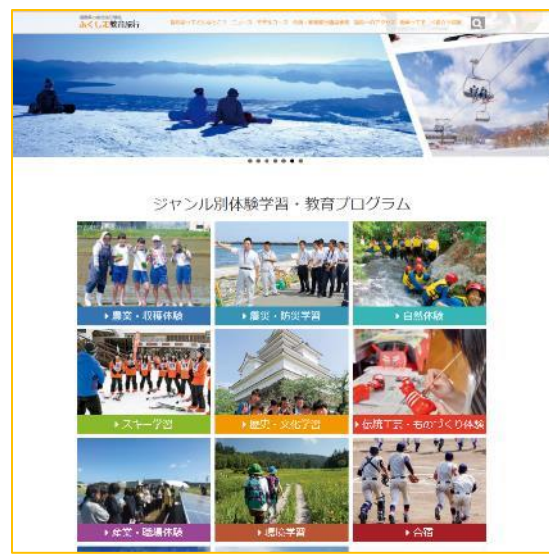 ふくしま教育旅行
ジャンル別体験学習・教育プログラム
農業・収穫体験
震災・防災学習
自然体験
スキー学習
歴史・文化学習
伝統工芸・ものづくり体験
産業・職場体験
環境学習
合宿